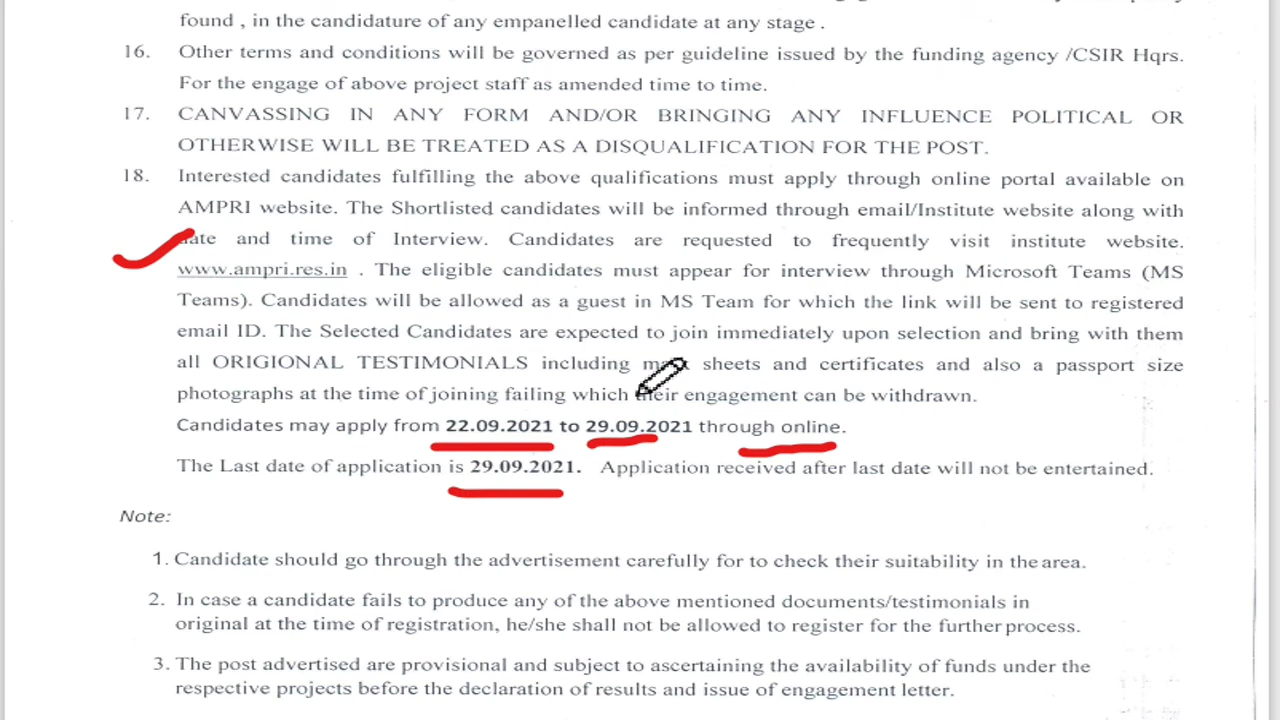 found , in the candidature of any empanelled candidate at any stage .
16. Other terms and conditions will be governed as per guideline issued by the funding agency /CSIR Hqrs.
For the engage of above project staff as amended time to time.
17. CANVASSING IN ANY FORM AND/OR BRINGING ANY INFLUENCE POLITICAL OR
OTHERWISE WILL BE TREATED AS A DISQUALIFICATION FOR THE POST.
18. Interested candidates fulfilling the above qualifications must apply through online portal available on
AMPRI website. The Shortlisted candidates will be informed through email/Institute website along with
date and time of Interview. Candidates are requested to frequently visit institute website.
www.ampri.res.in . The eligible candidates must appear for interview through Microsoft Teams (MS
Teams). Candidates will be allowed as a guest in MS Team for which the link will be sent to registered
email ID. The Selected Candidates are expected to join immediately upon selection and bring with them
all ORIGIONAL TESTIMONIALS including mark sheets and certificates and also a passport size
photographs at the time of joining failing which their engagement can be withdrawn.
Candidates may apply from 22.09.2021 to 29.09.2021 through online.
The Last date of application is 29.09.2021. Application received after last date will not be entertained.
Note:
1. Candidate should go through the advertisement carefully for to check their suitability in the area.
2. In case a candidate fails to produce any of the above mentioned documents/testimonials in
original at the time of registration, he/she shall not be allowed to register for the further process.
3. The post advertised are provisional and subject to ascertaining the availability of funds under the
respective projects before the declaration of results and issue of engagement letter.